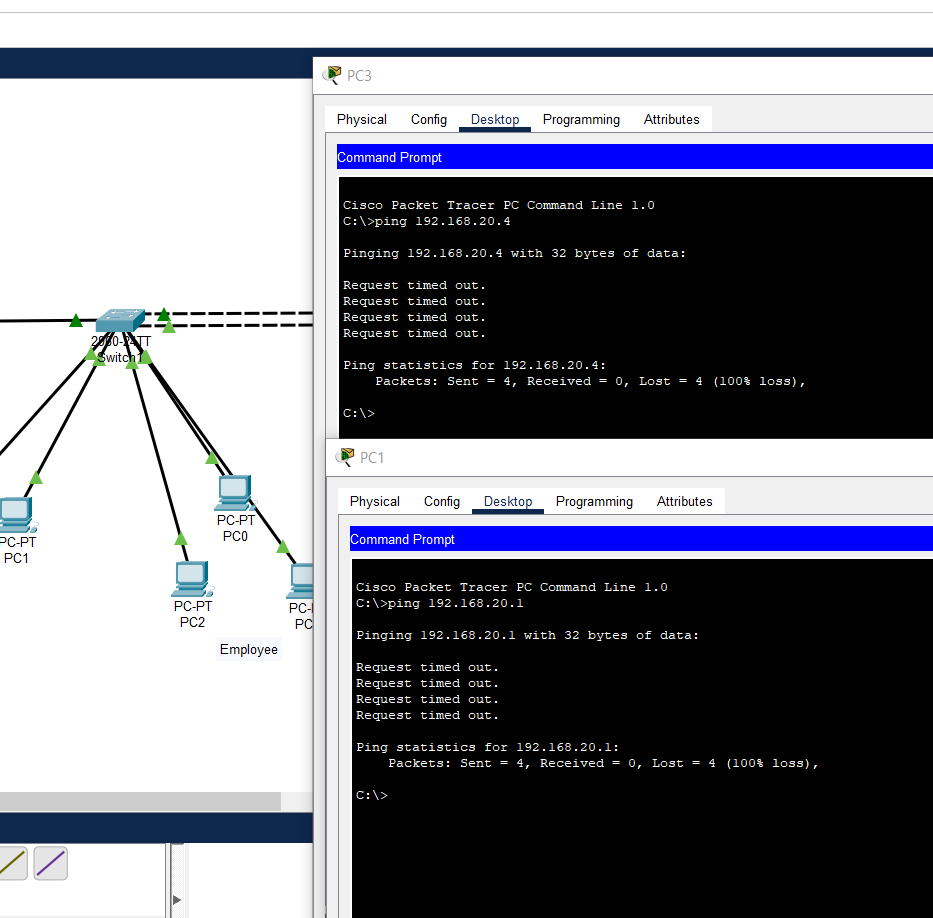 PC3
Physical Config Desktop Programming Attributes
Command Prompt
Cisco Packet Tracer PC Command Line 1.0
C:\>ping 192.168.20.4
Pinging 192.168.20.4 with 32 bytes of data:
Request timed out.
Request timed out.
Request timed out.
Request timed out.
Ping statistics for 192.168.20.4:
Packets: Sent = 4, Received = 0, Lost = 4 (100% loss),
C:\>
PC1
Physical Config Desktop Programming Attributes
Command Prompt
Cisco Packet Tracer PC Command Line 1.0
C:\>ping 192.168.20.1
Pinging 192.168.20.1 with 32 bytes of data:
Request timed out.
Request timed out.
Request timed out.
Request timed out.
Ping statistics for 192.168.20.1:
Packets: Sent = 4, Received = 0, Lost = 4 (100% loss),
C:\>
2960-24TT
Switch1
PC-PT
PC0
PC-PT
PC1
PC-PT
PC2
PC-
PC
Employee